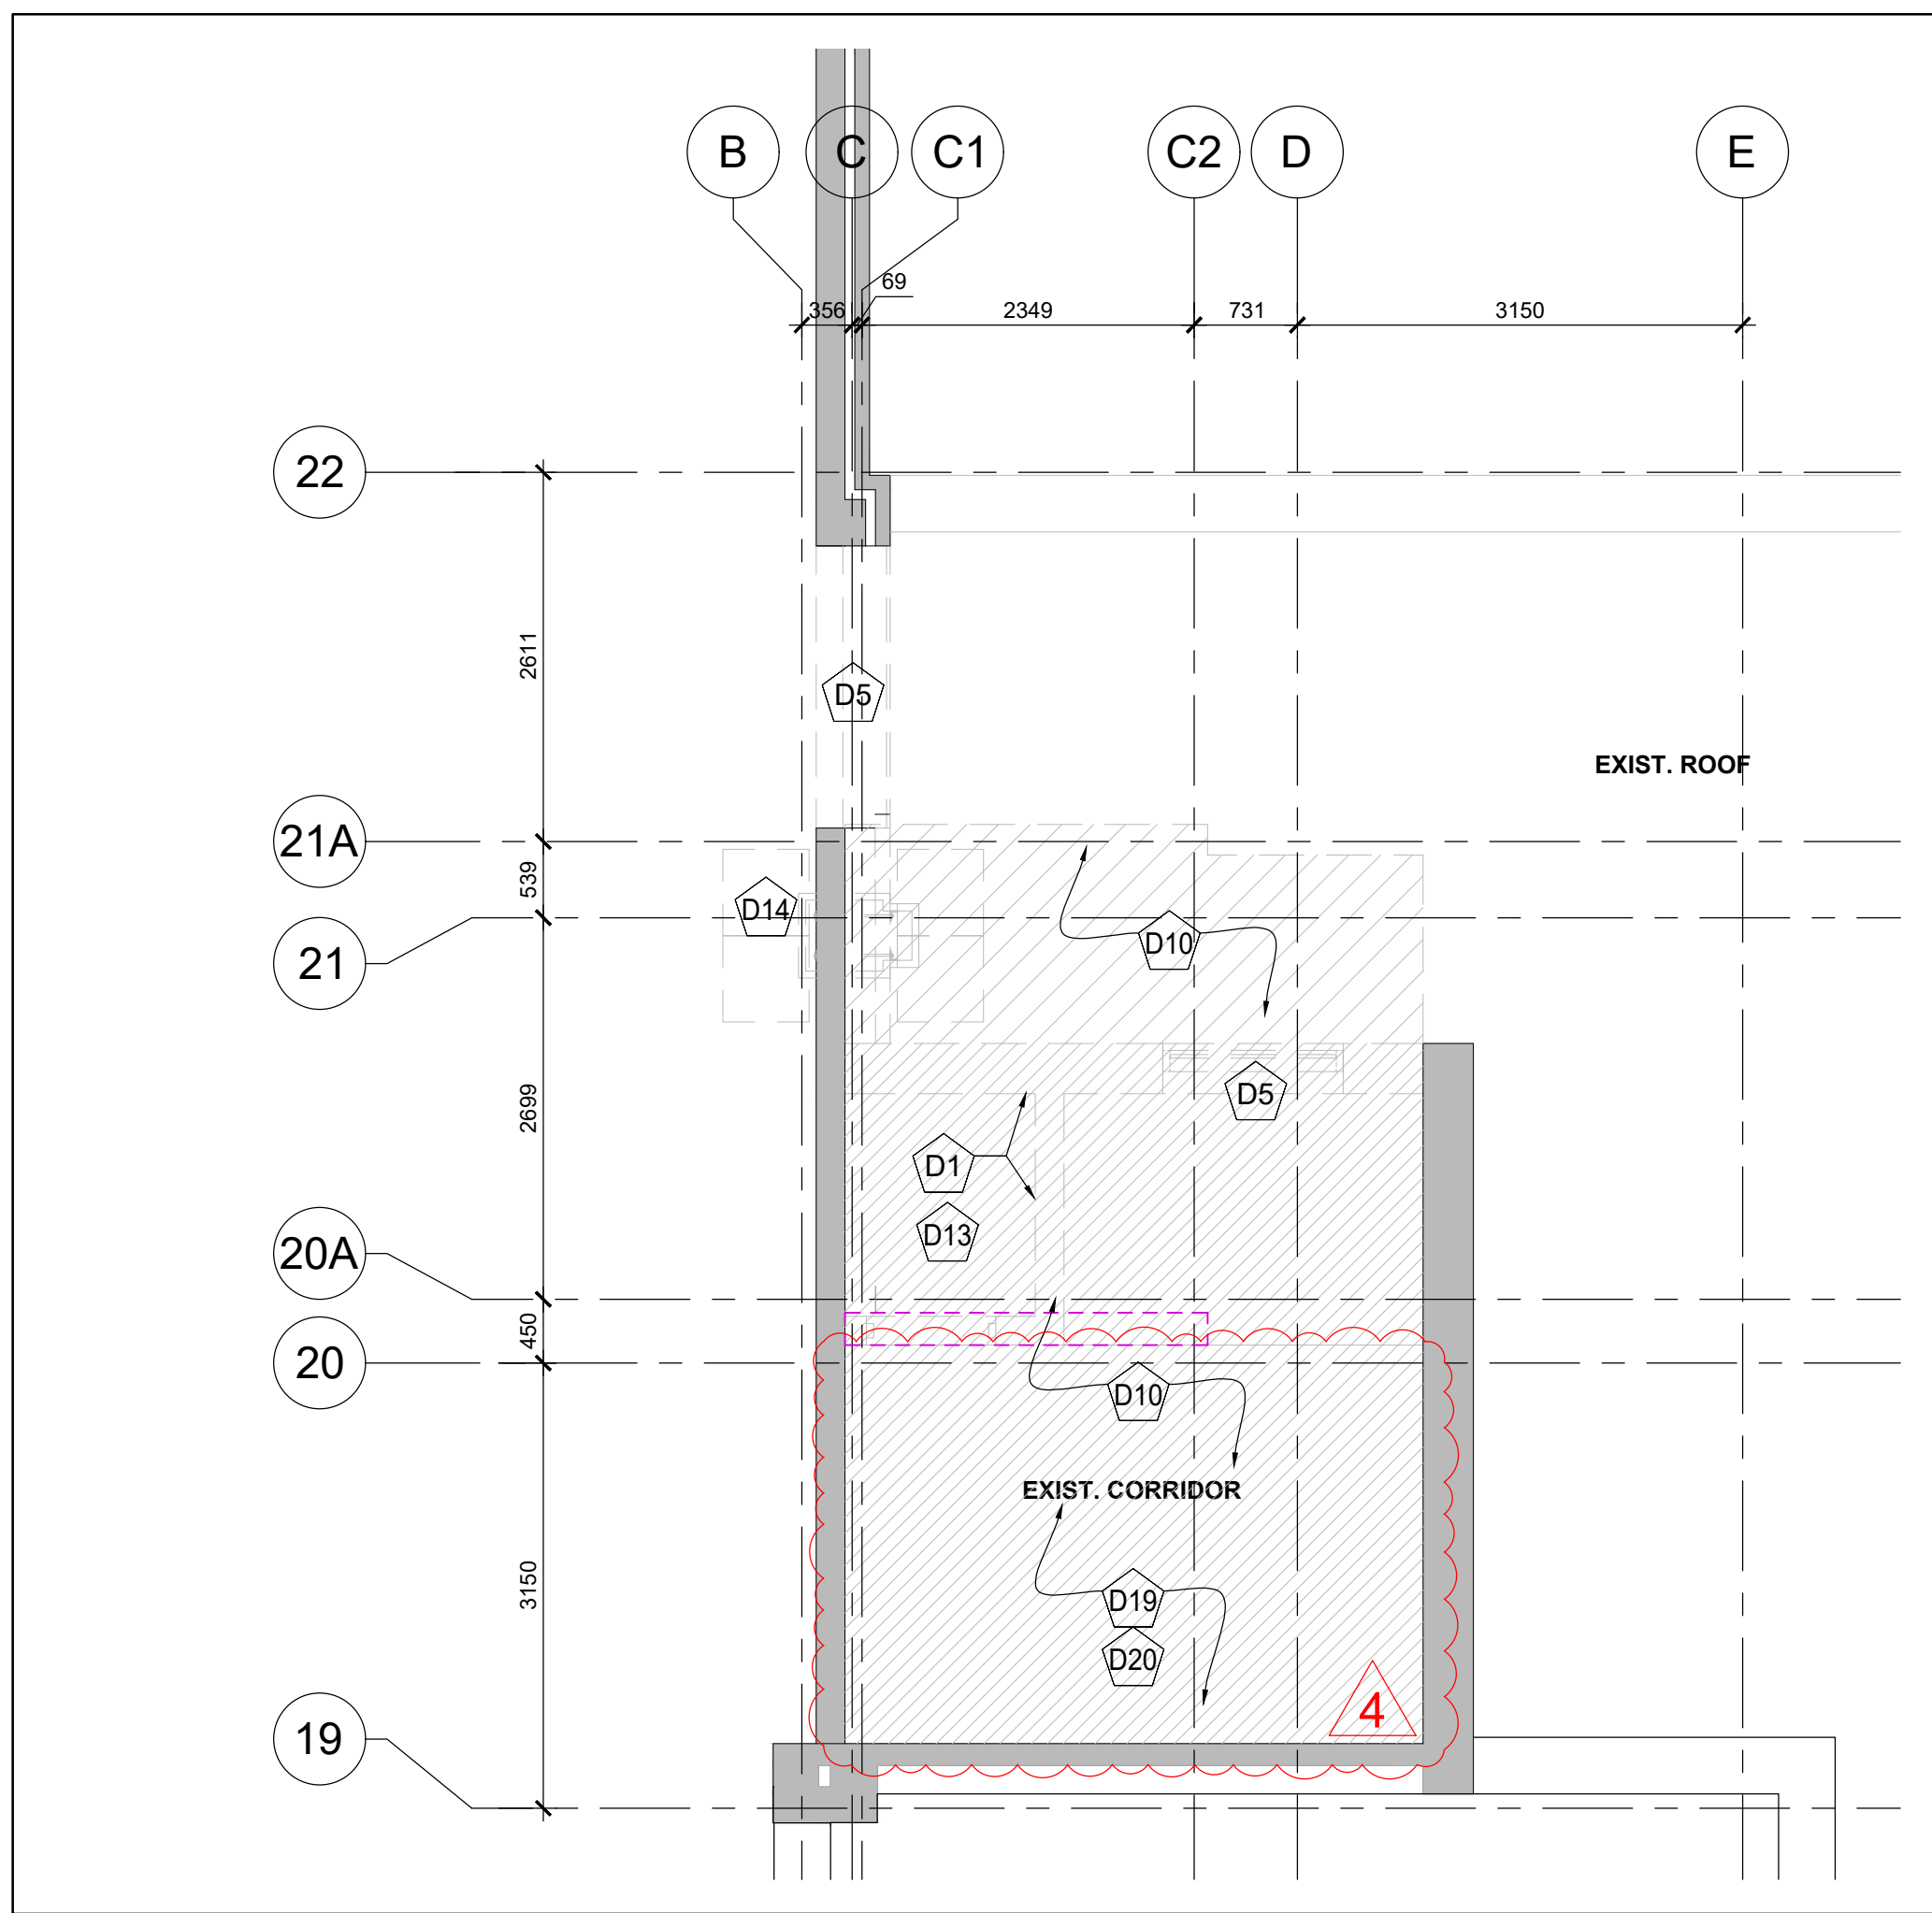 B C C1 C2 D E
69
356 2349 731 3150
22
2611
D5
EXIST. ROOF
21A
539
D14
21
D10
2699
D5
D1
D13
20A
450
20
D10
EXIST. CORRIDOR
3150
D19
D20
4
19